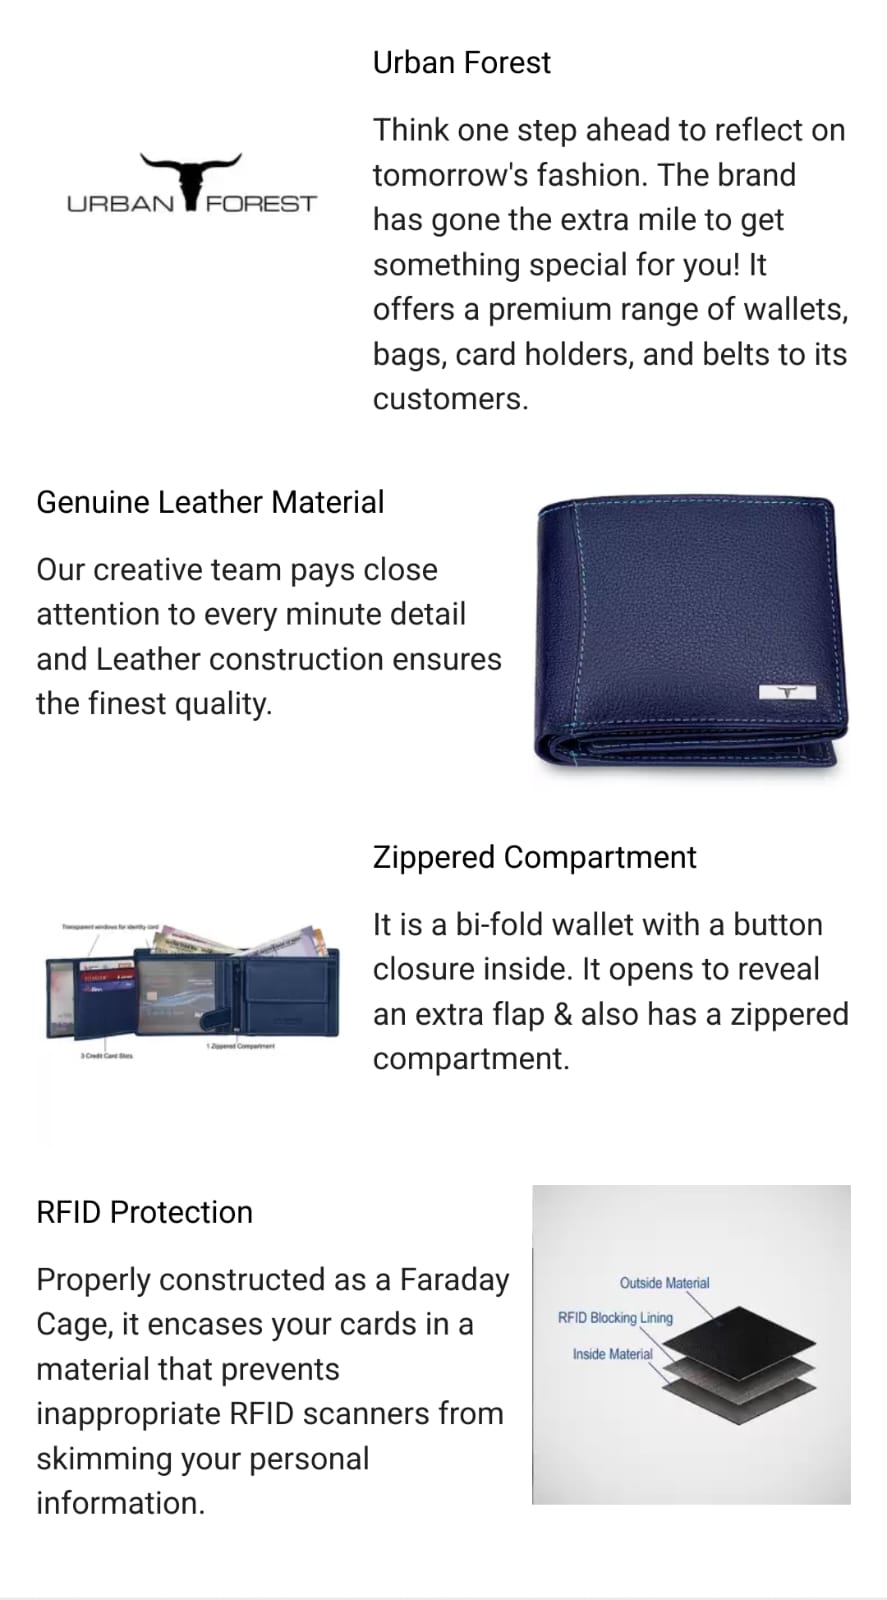 Urban Forest
Think one step ahead to reflect on
tomorrow's fashion. The brand
has gone the extra mile to get
something special for you! It
offers a premium range of wallets,
bags, card holders, and belts to its
customers.
URBAN FOREST
Genuine Leather Material
Our creative team pays close
attention to every minute detail
and Leather construction ensures
the finest quality.
Zippered Compartment
It is a bi-fold wallet with a button
closure inside. It opens to reveal
an extra flap & also has a zippered
compartment.
Transparent windows for identity card
3 Credit Card Slots
1 Zippered Compartment
RFID Protection
Properly constructed as a Faraday
Cage, it encases your cards in a
material that prevents
inappropriate RFID scanners from
skimming your personal
information.
Outside Material
RFID Blocking Lining
Inside Material